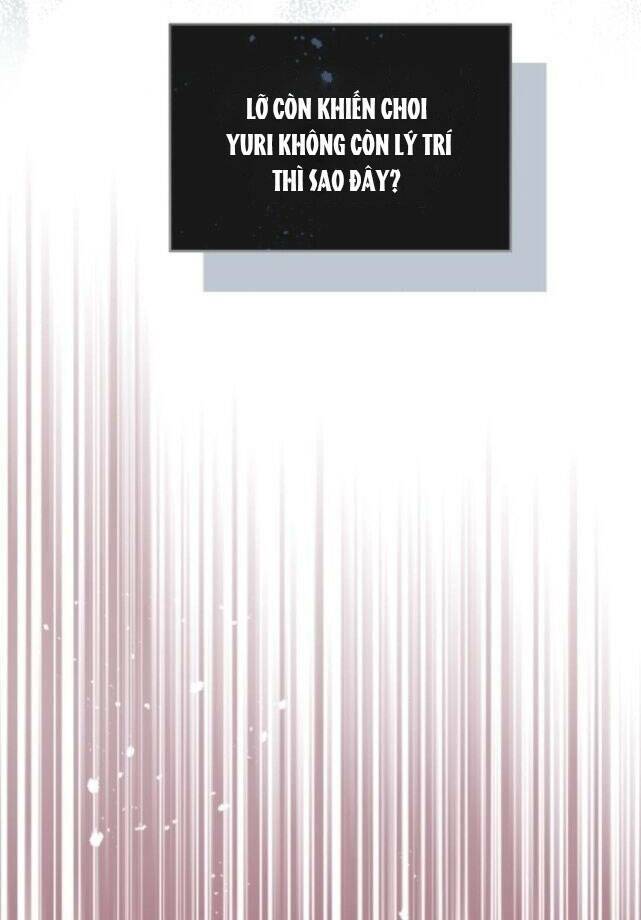 LỠ CÒN KHIẾN CHOI
YURI KHÔNG CÒN LÝ TRÍ
THÌ SAO ĐÂY?